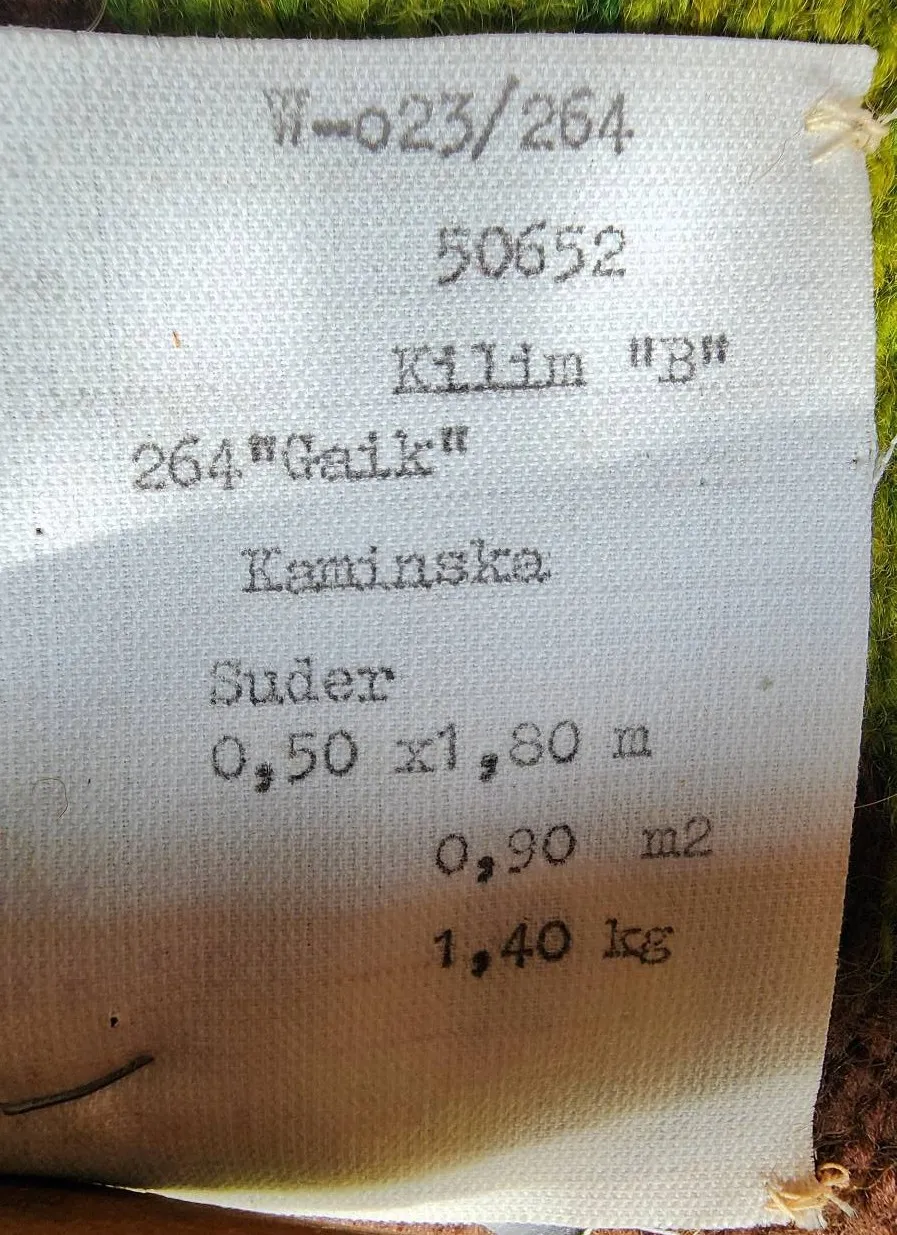 W-023/264
50652
Kilim "B"
264"Gaik"
Kaminska
Suder
0,50 x1,80 m
0,90 m2
1,40 kg